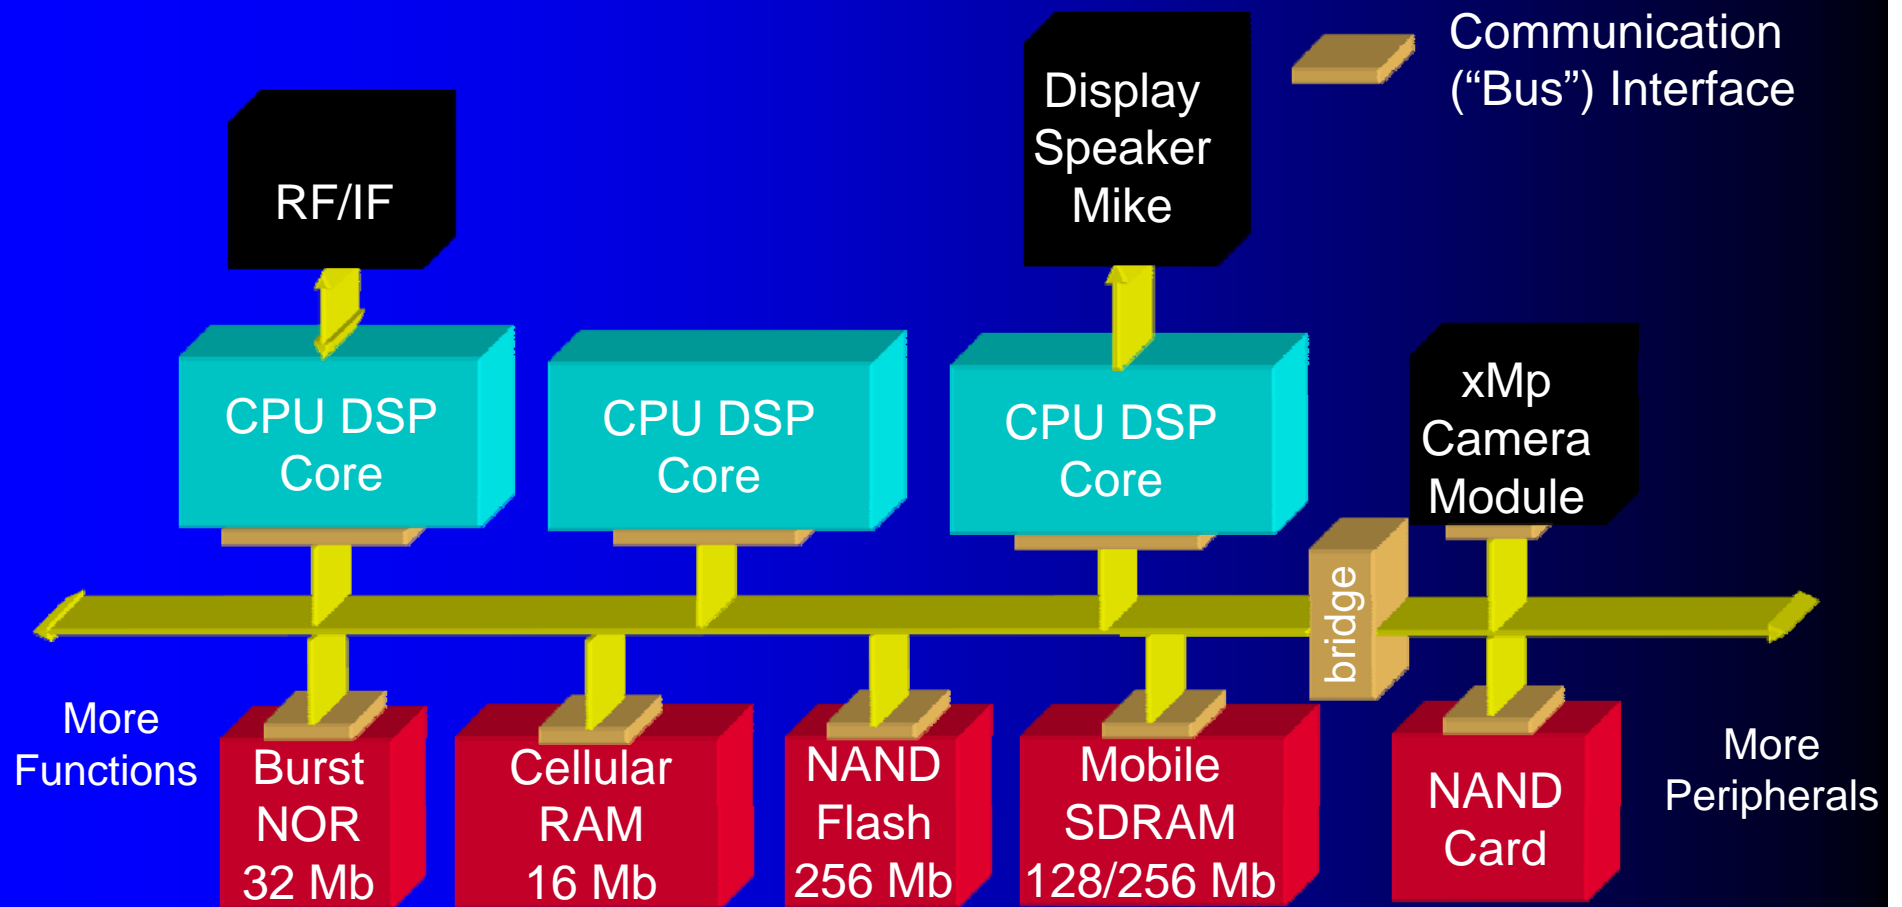 Communication
(“Bus”) Interface
Display
Speaker
Mike
RF/IF
xMp
Camera
Module
CPU DSP
Core
CPU DSP
Core
CPU DSP
Core
bridge
More
Functions
Burst
NOR
32 Mb
Cellular
RAM
16 Mb
NAND
Flash
256 Mb
Mobile
SDRAM
128/256 Mb
NAND
Card
More
Peripherals